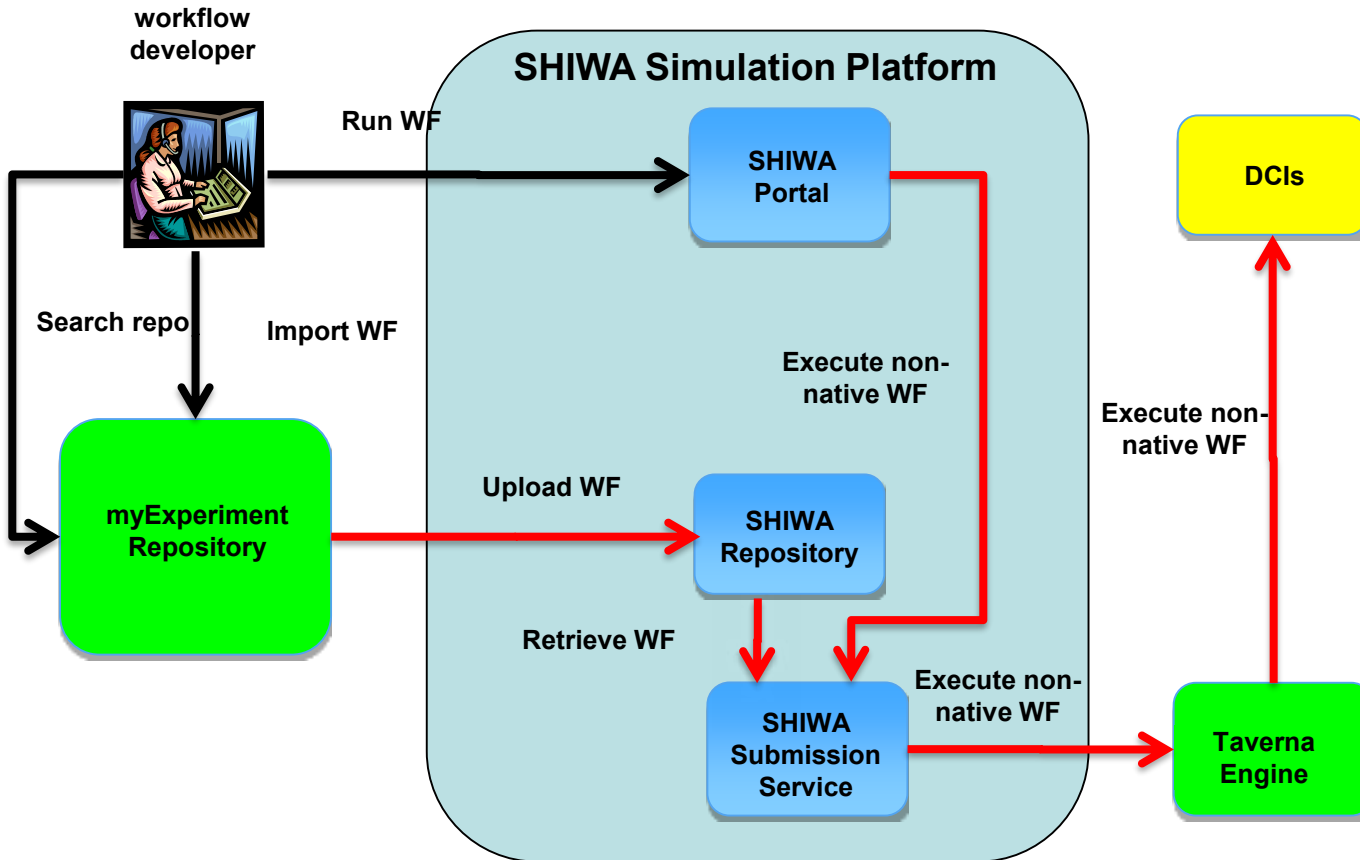 workflow
developer
SHIWA Simulation Platform
Run WF
SHIWA
Portal
DCIs
Search repo
Import WF
Execute non-
native WF
Execute non-
native WF
myExperiment
Repository
Upload WF
SHIWA
Repository
Retrieve WF
Execute non-
native WF
SHIWA
Submission
Service
Taverna
Engine